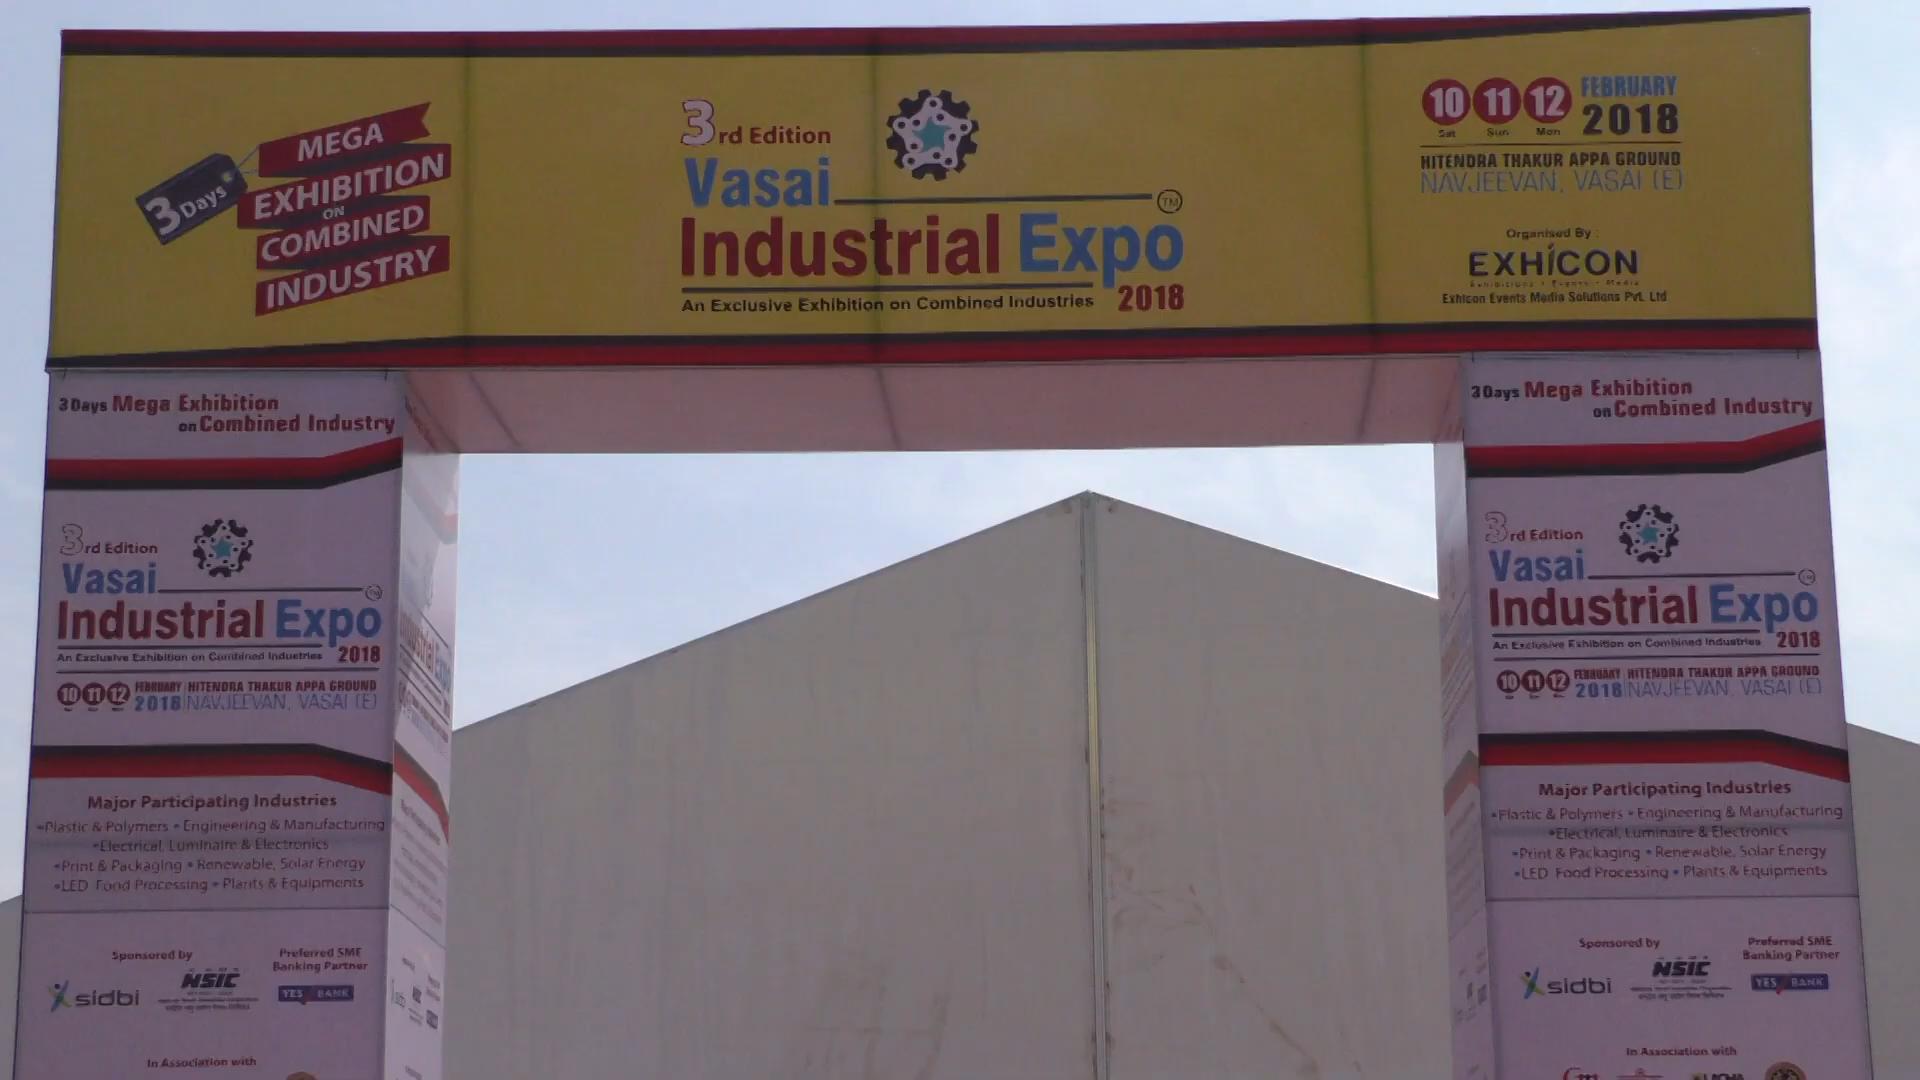 3 Days
MEGA
EXHIBITION
ON
COMBINED
INDUSTRY
3rd Edition
Vasai
TM
Industrial Expo
An Exclusive Exhibition on Combined Industries 2018
10 11 12 FEBRUARY
Sat Sun Mon 2018
HITENDRA THAKUR APPA GROUND
NAVJEEVAN, VASAI (E)
Organised By :
EXHICON
Exhibitions • Events • Media
Exhicon Events Media Solutions Pvt. Ltd
3 Days Mega Exhibition
on Combined Industry
3rd Edition
Vasai
Industrial Expo
An Exclusive Exhibition on Combined Industries 2018
10 11 12 FEBRUARY HITENDRA THAKUR APPA GROUND
2018 NAVJEEVAN, VASAI (E)
Major Participating Industries
•Plastic & Polymers • Engineering & Manufacturing
•Electrical, Luminaire & Electronics
•Print & Packaging • Renewable, Solar Energy
•LED Food Processing • Plants & Equipments
Sponsored by
sidbi
NSIC
Preferred SME
Banking Partner
YES BANK
In Association with
3 Days Mega Exhibition
on Combined Industry
3rd Edition
Vasai
Industrial Expo
An Exclusive Exhibition on Combined Industries 2018
10 11 12 FEBRUARY HITENDRA THAKUR APPA GROUND
2018 NAVJEEVAN, VASAI (E)
Major Participating Industries
•Plastic & Polymers • Engineering & Manufacturing
•Electrical, Luminaire & Electronics
•Print & Packaging • Renewable, Solar Energy
•LED Food Processing • Plants & Equipments
Sponsored by
sidbi
NSIC
Preferred SME
Banking Partner
YES BANK
In Association with